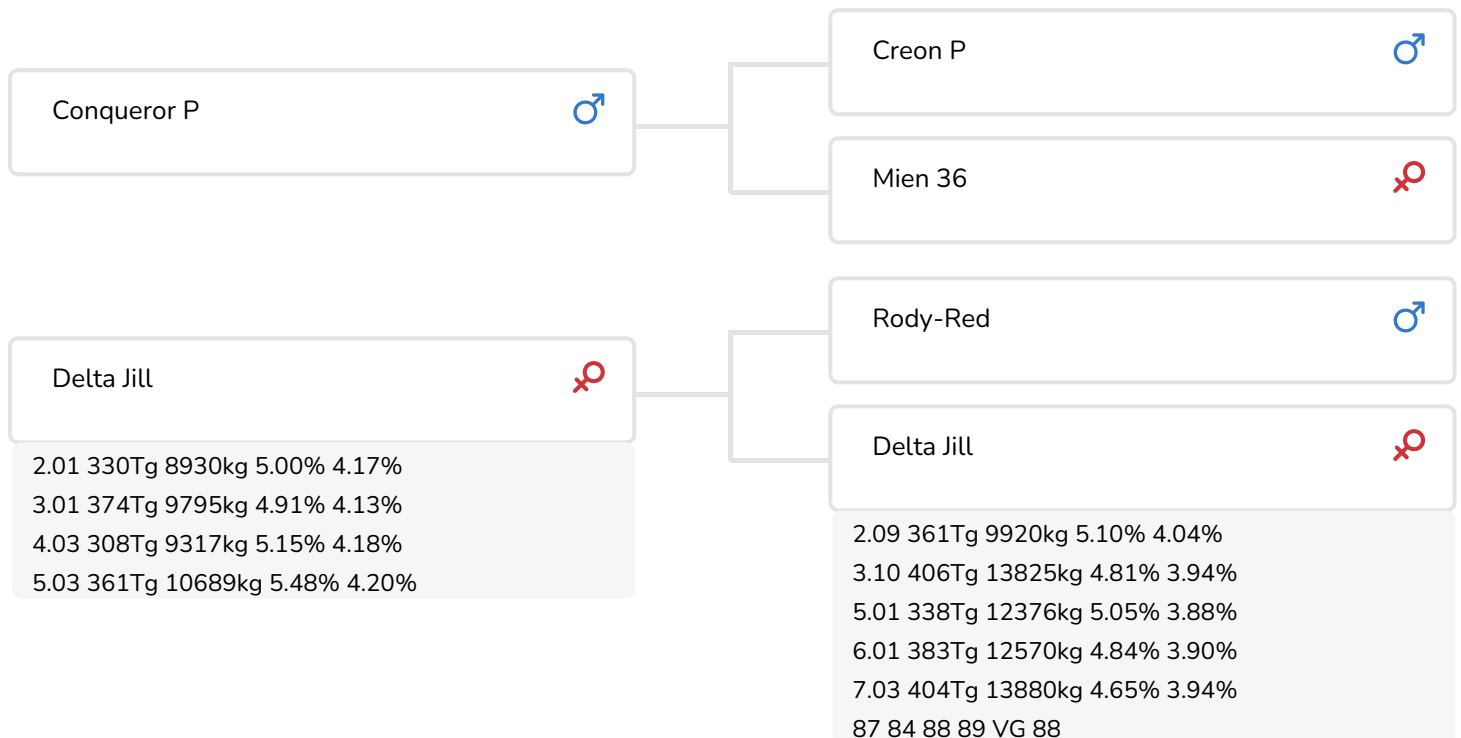 Conqueror P
Creon P
Mien 36
Delta Jill
2.01 330Tg 8930kg 5.00% 4.17%
3.01 374Tg 9795kg 4.91% 4.13%
4.03 308Tg 9317kg 5.15% 4.18%
5.03 361Tg 10689kg 5.48% 4.20%
Rody-Red
Delta Jill
2.09 361Tg 9920kg 5.10% 4.04%
3.10 406Tg 13825kg 4.81% 3.94%
5.01 338Tg 12376kg 5.05% 3.88%
6.01 383Tg 12570kg 4.84% 3.90%
7.03 404Tg 13880kg 4.65% 3.94%
87 84 88 89 VG 88